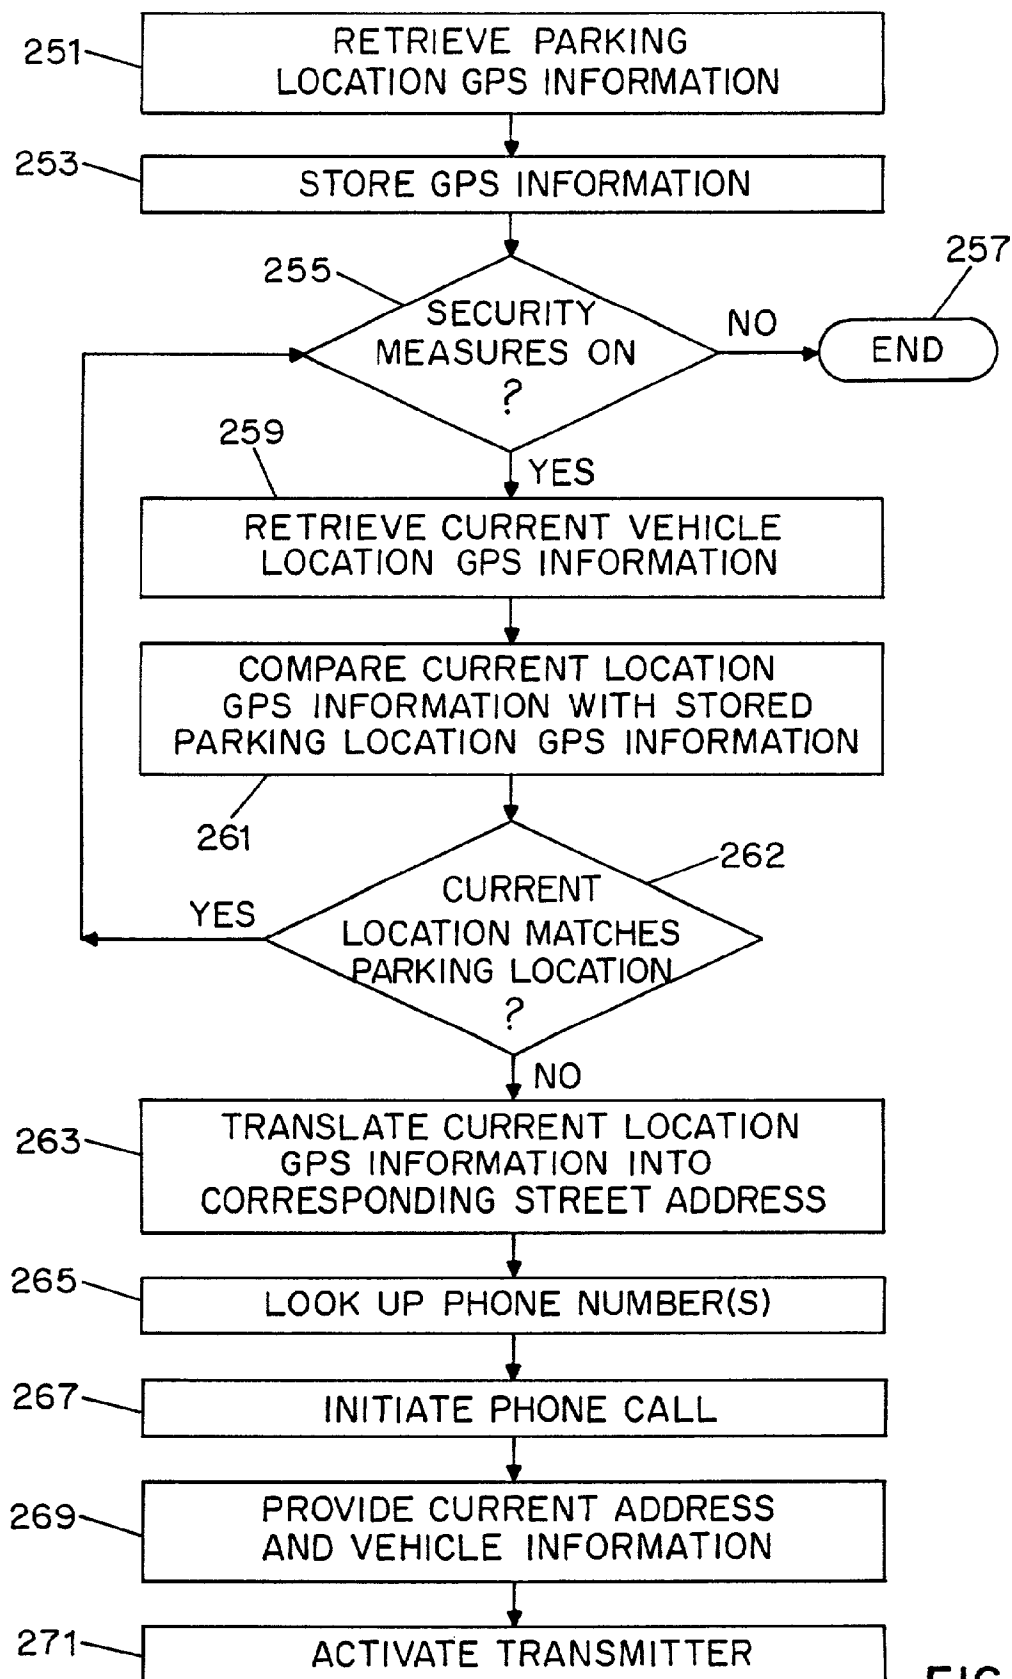 251
RETRIEVE PARKING
LOCATION GPS INFORMATION
253
STORE GPS INFORMATION
255
SECURITY
MEASURES ON
?
NO
257
END
YES
259
RETRIEVE CURRENT VEHICLE
LOCATION GPS INFORMATION
COMPARE CURRENT LOCATION
GPS INFORMATION WITH STORED
PARKING LOCATION GPS INFORMATION
261
262
CURRENT
LOCATION MATCHES
PARKING LOCATION
?
YES
NO
263
TRANSLATE CURRENT LOCATION
GPS INFORMATION INTO
CORRESPONDING STREET ADDRESS
265
LOOK UP PHONE NUMBER(S)
267
INITIATE PHONE CALL
269
PROVIDE CURRENT ADDRESS
AND VEHICLE INFORMATION
271
ACTIVATE TRANSMITTER
FIG